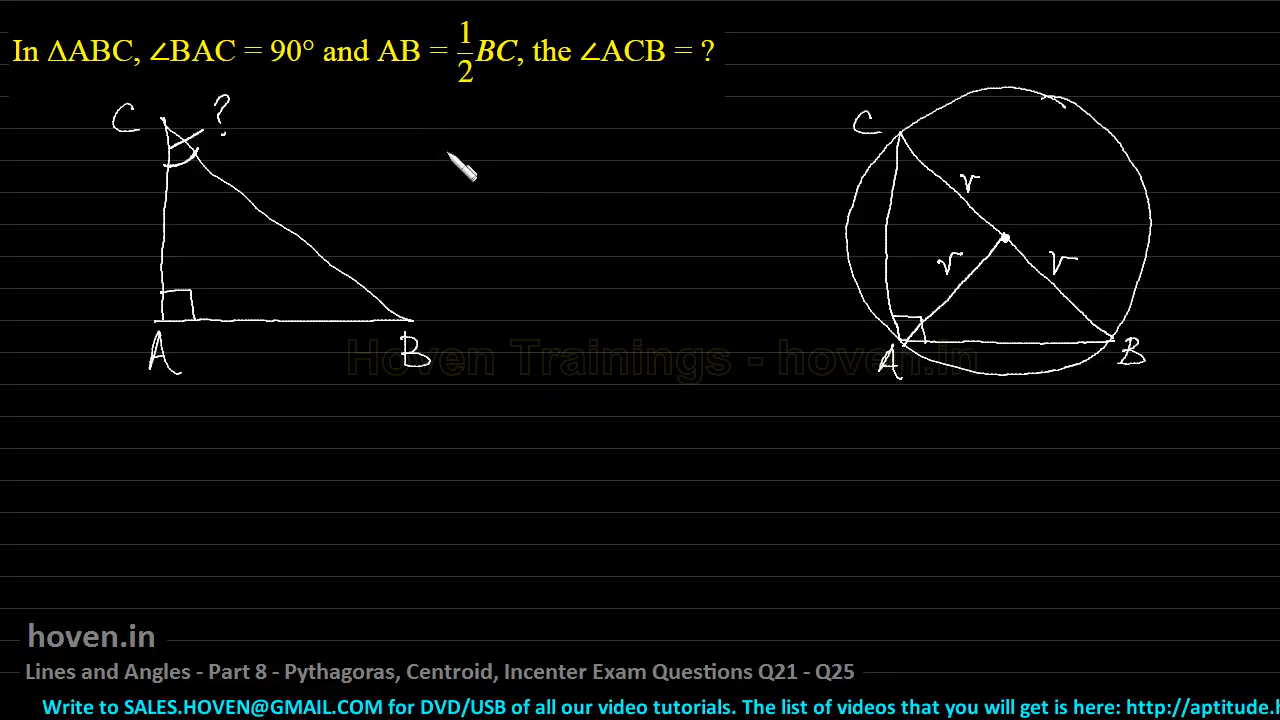 In ΔABC, ∠BAC = 90° and AB = 1/2 BC, the ∠ACB = ?
C ?
C
r
r r
A B
A B
Hoven Trainings - hoven.in
hoven.in
Lines and Angles - Part 8 - Pythagoras, Centroid, Incenter Exam Questions Q21 - Q25
Write to SALES.HOVEN@GMAIL.COM for DVD/USB of all our video tutorials. The list of videos that you will get is here: http://aptitude.h